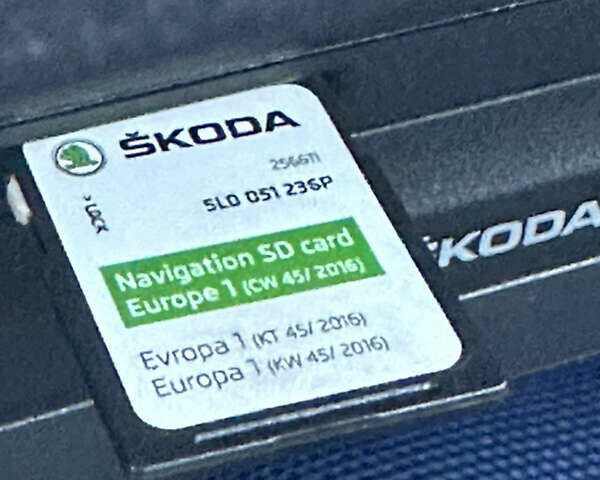 ŠKODA
256611
5L0 051 236P
Navigation SD card
Europe 1 (CW 45/ 2016)
Evropa 1 (KT 45/ 2016)
Europa 1 (KW 45/ 2016)
ŠKODA